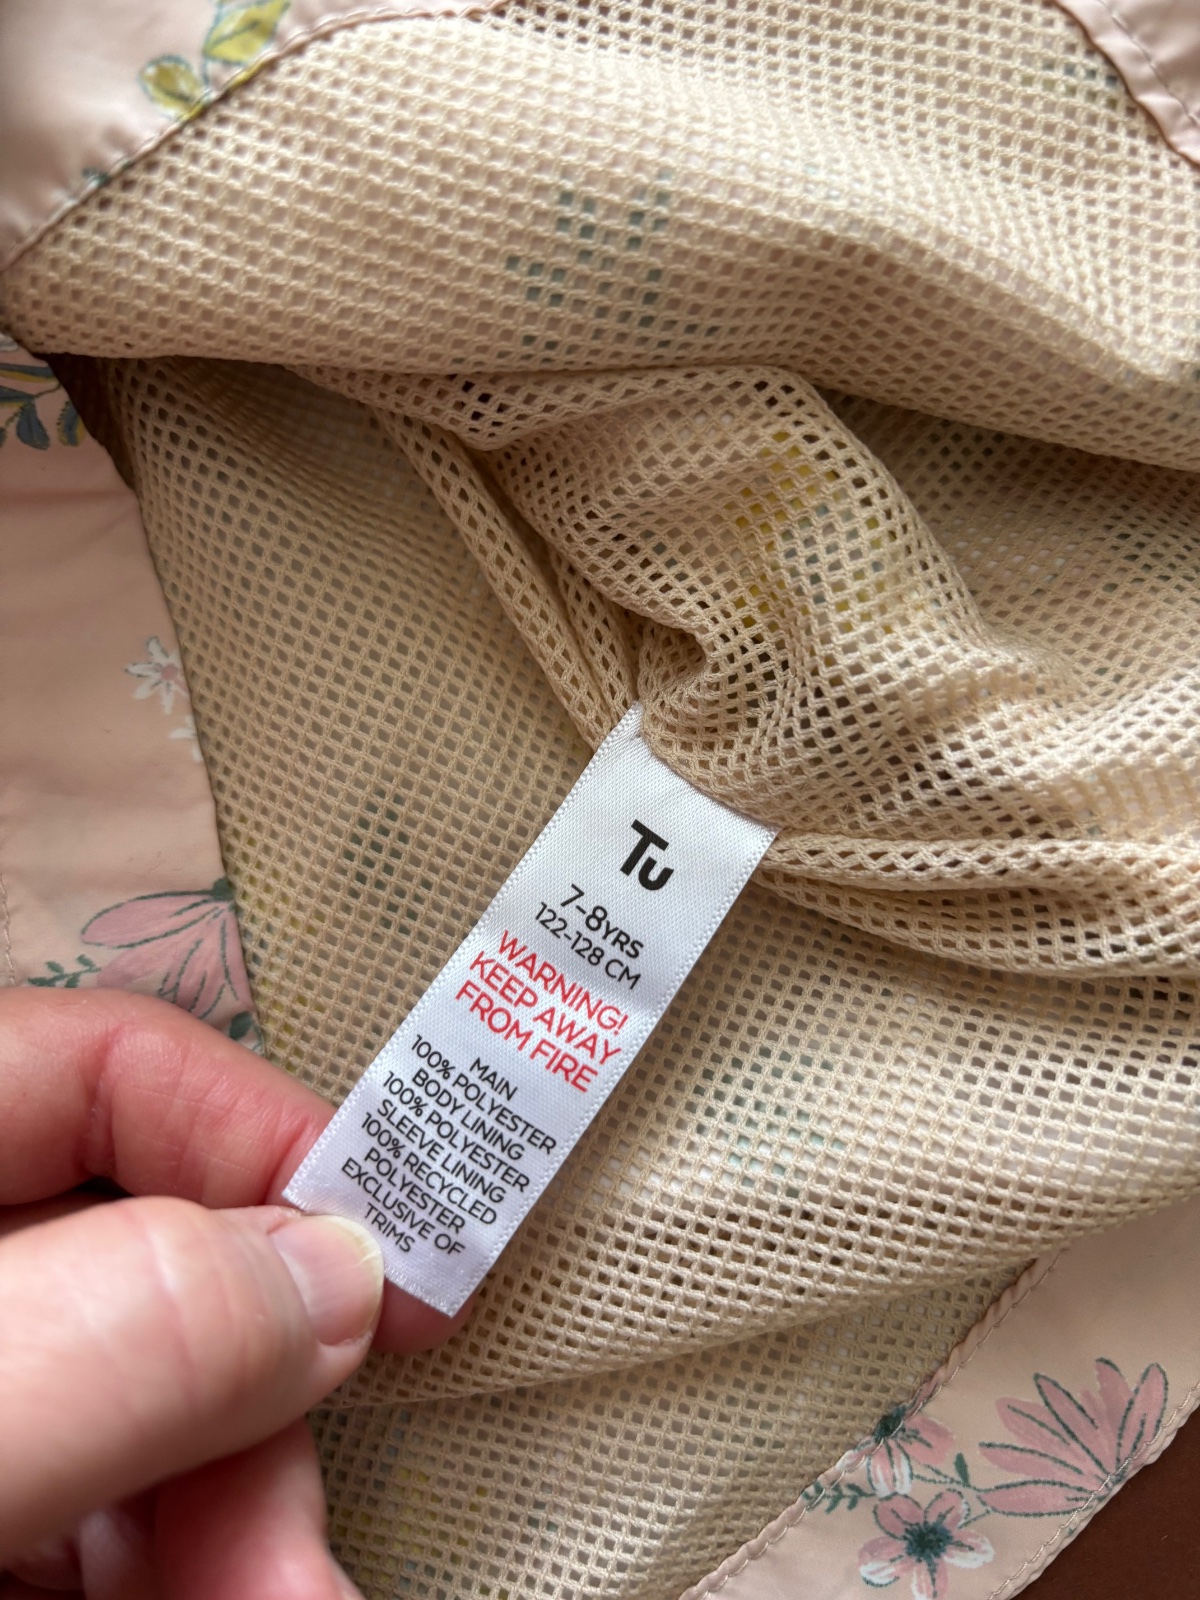 Tu
7-8YRS
122-128 CM
WARNING!
KEEP AWAY
FROM FIRE
MAIN
100% POLYESTER
BODY LINING
100% POLYESTER
SLEEVE LINING
100% RECYCLED
POLYESTER
EXCLUSIVE OF
TRIMS